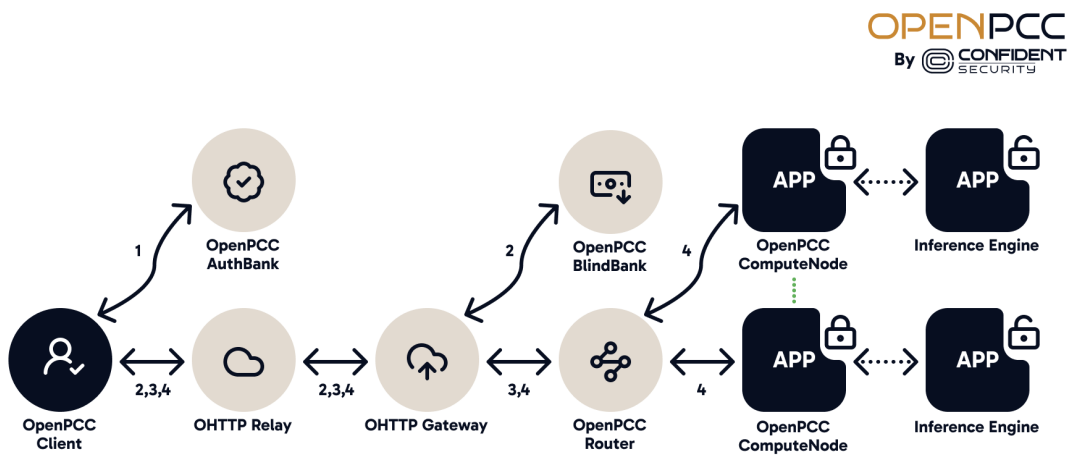 OPENPCC
By CONFIDENT
SECURITY
APP
APP
1
OpenPCC
AuthBank
2
OpenPCC
BlindBank
4
OpenPCC
ComputeNode
Inference Engine
APP
APP
2,3,4
2,3,4
3,4
4
OpenPCC
Client
OHTTP Relay
OHTTP Gateway
OpenPCC
Router
OpenPCC
ComputeNode
Inference Engine